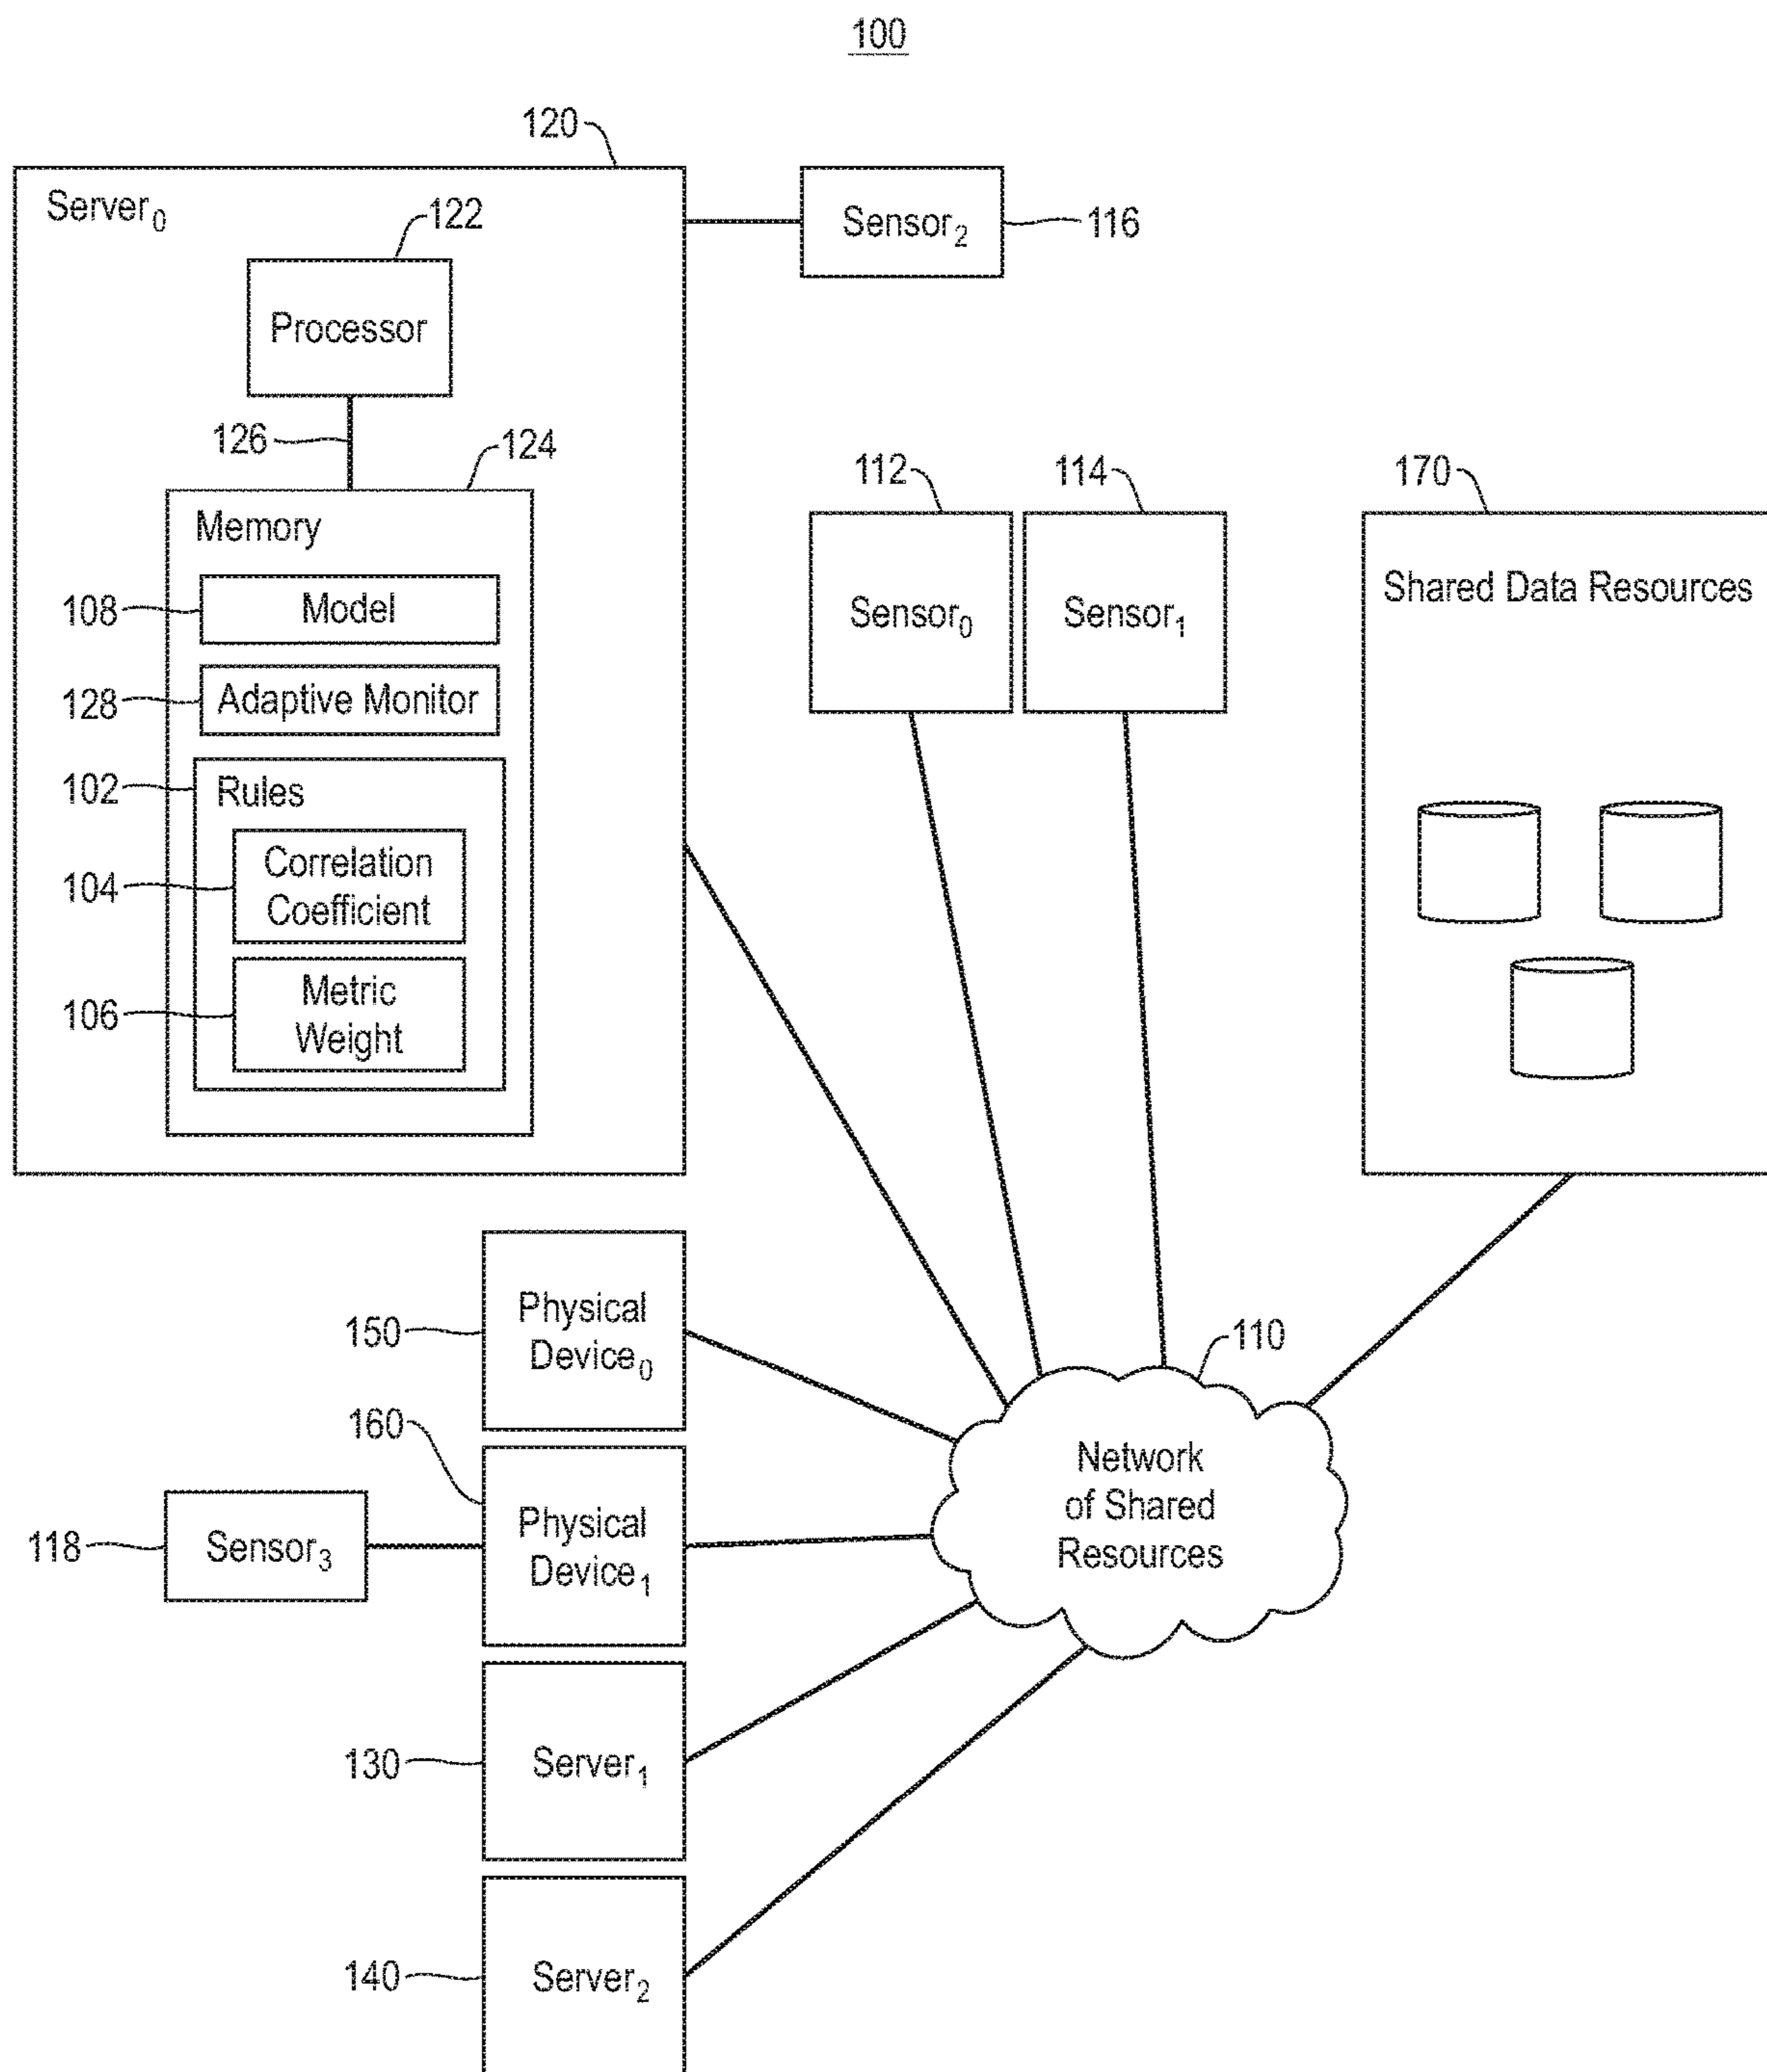 100
120
Server0
122
Processor
Sensor2
116
126
124
Memory
108
Model
128
Adaptive Monitor
102
Rules
104
Correlation
Coefficient
106
Metric
Weight
112
114
170
Sensor0
Sensor1
Shared Data Resources
150
Physical
Device0
160
Physical
Device1
118
Sensor3
130
Server1
140
Server2
110
Network
of Shared
Resources